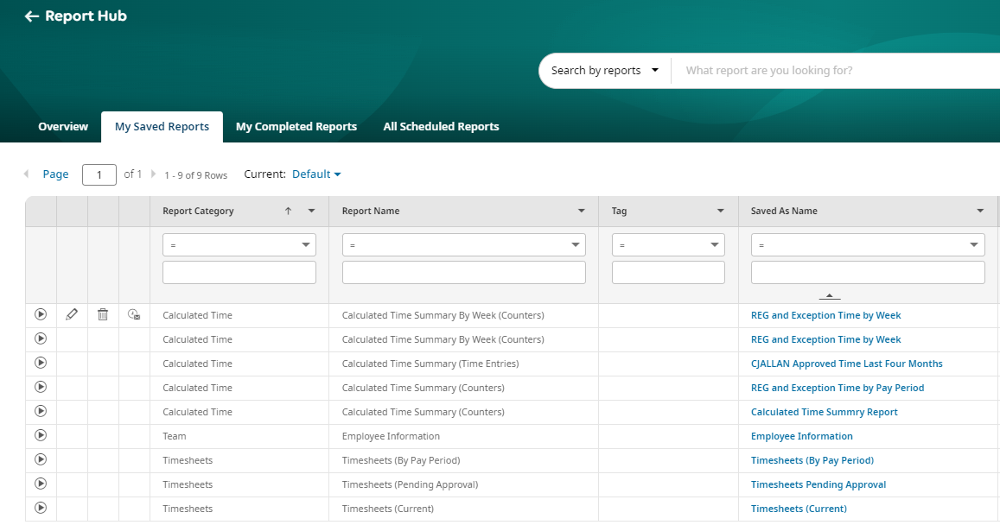 Report Hub
Search by reports What report are you looking for?
Overview My Saved Reports My Completed Reports All Scheduled Reports
Page 1 of 1 1 - 9 of 9 Rows Current: Default
Report Category Report Name Tag Saved As Name
= = = =
Calculated Time Calculated Time Summary By Week (Counters) REG and Exception Time by Week
Calculated Time Calculated Time Summary By Week (Counters) REG and Exception Time by Week
Calculated Time Calculated Time Summary (Time Entries) CJALLAN Approved Time Last Four Months
Calculated Time Calculated Time Summary (Counters) REG and Exception Time by Pay Period
Calculated Time Calculated Time Summary (Counters) Calculated Time Summry Report
Team Employee Information Employee Information
Timesheets Timesheets (By Pay Period) Timesheets (By Pay Period)
Timesheets Timesheets (Pending Approval) Timesheets Pending Approval
Timesheets Timesheets (Current) Timesheets (Current)